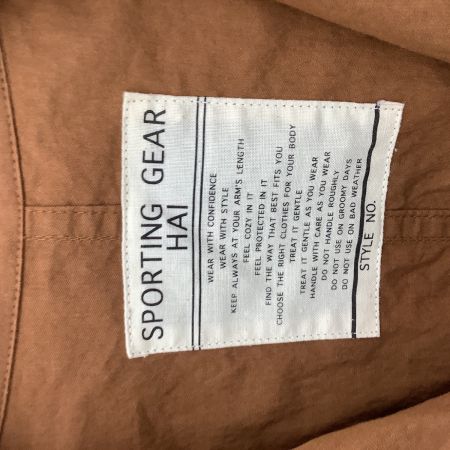 SPORTING GEAR
HAI
WEAR WITH CONFIDENCE
WEAR WITH STYLE
KEEP ALWAYS AT YOUR ARM'S LENGTH
FEEL COZY IN IT
FEEL PROTECTED IN IT
FIND THE WAY THAT BEST FITS YOU
CHOOSE THE RIGHT CLOTHES FOR YOUR BODY
TREAT IT GENTLE
TREAT IT GENTLE AS YOU WEAR
HANDLE WITH CARE AS YOU WEAR
DO NOT HANDLE ROUGHLY
DO NOT USE ON GROOMY DAYS
DO NOT USE ON BAD WEATHER
STYLE NO.